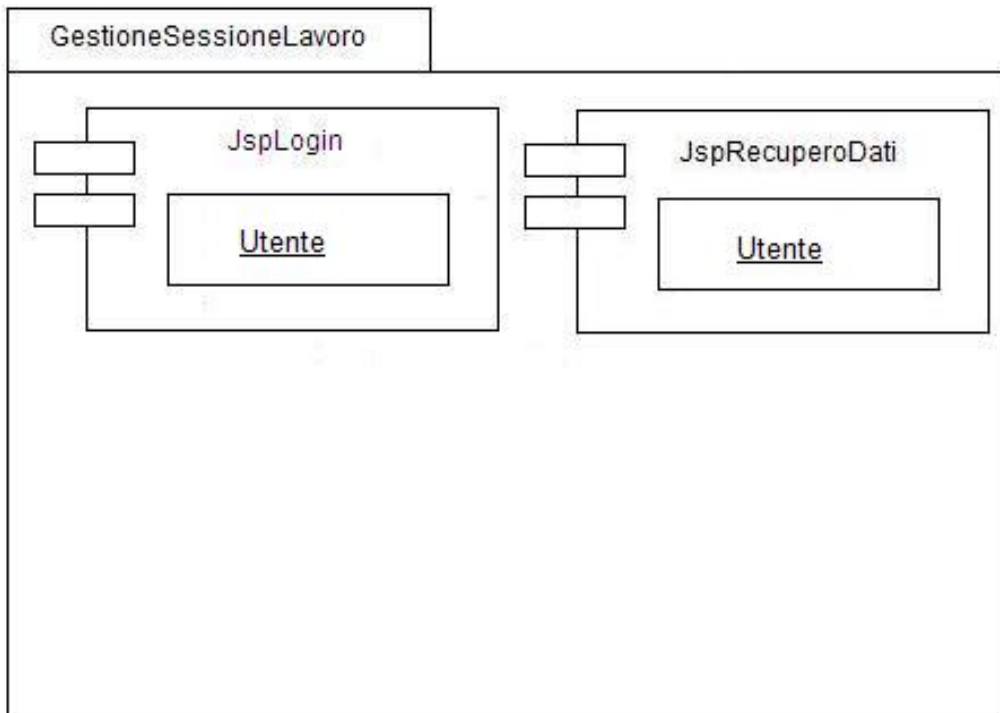 GestioneSessioneLavoro
JspLogin
Utente
JspRecuperoDati
Utente